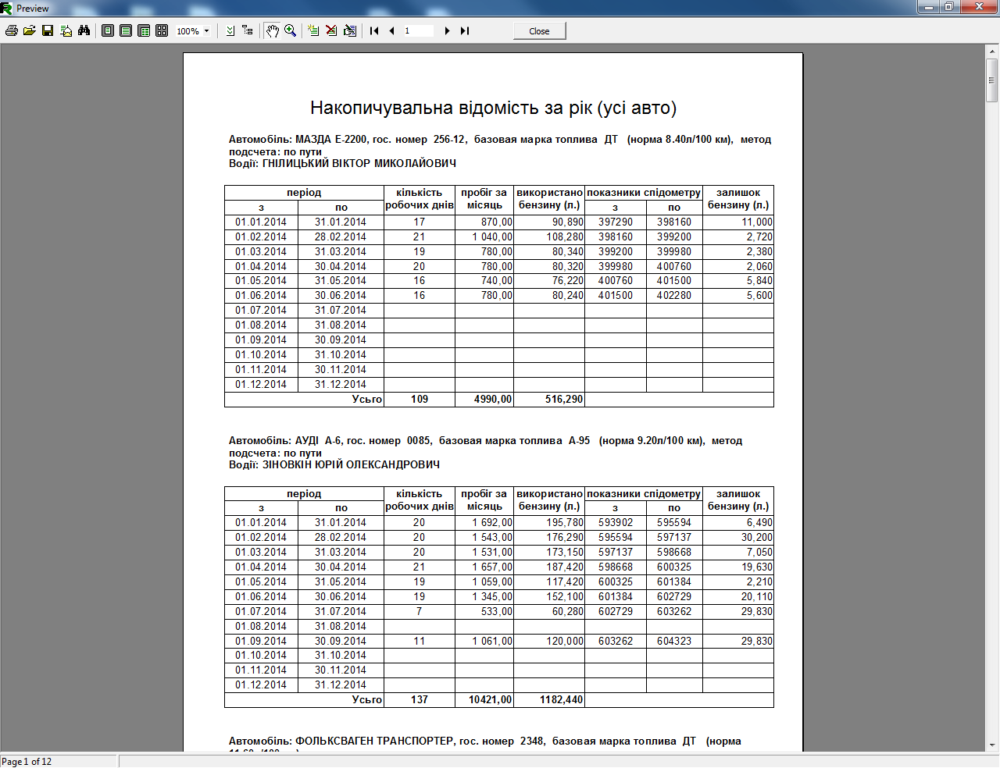 Preview
100%
1
Close
Накопичувальна відомість за рік (усі авто)
Автомобіль: МАЗДА Е-2200, гос. номер 256-12, базовая марка топлива ДТ (норма 8.40л/100 км), метод
подсчета: по пути
Водії: ГНІЛИЦЬКИЙ ВІКТОР МИКОЛАЙОВИЧ
період кількість пробіг за використано показники спідометру залишок
з по робочих днів місяць бензину (л.) з по бензину (л.)
01.01.2014 31.01.2014 17 870,00 90,890 397290 398160 11,000
01.02.2014 28.02.2014 21 1 040,00 108,280 398160 399200 2,720
01.03.2014 31.03.2014 19 780,00 80,340 399200 399980 2,380
01.04.2014 30.04.2014 20 780,00 80,320 399980 400760 2,060
01.05.2014 31.05.2014 16 740,00 76,220 400760 401500 5,840
01.06.2014 30.06.2014 16 780,00 80,240 401500 402280 5,600
01.07.2014 31.07.2014
01.08.2014 31.08.2014
01.09.2014 30.09.2014
01.10.2014 31.10.2014
01.11.2014 30.11.2014
01.12.2014 31.12.2014
Усього 109 4990,00 516,290
Автомобіль: АУДІ А-6, гос. номер 0085, базовая марка топлива А-95 (норма 9.20л/100 км), метод
подсчета: по пути
Водії: ЗІНОВКІН ЮРІЙ ОЛЕКСАНДРОВИЧ
період кількість пробіг за використано показники спідометру залишок
з по робочих днів місяць бензину (л.) з по бензину (л.)
01.01.2014 31.01.2014 20 1 692,00 195,780 593902 595594 6,490
01.02.2014 28.02.2014 20 1 543,00 176,290 595594 597137 30,200
01.03.2014 31.03.2014 20 1 531,00 173,150 597137 598668 7,050
01.04.2014 30.04.2014 21 1 657,00 187,420 598668 600325 19,630
01.05.2014 31.05.2014 19 1 059,00 117,420 600325 601384 2,210
01.06.2014 30.06.2014 19 1 345,00 152,100 601384 602729 20,110
01.07.2014 31.07.2014 7 533,00 60,280 602729 603262 29,830
01.08.2014 31.08.2014
01.09.2014 30.09.2014 11 1 061,00 120,000 603262 604323 29,830
01.10.2014 31.10.2014
01.11.2014 30.11.2014
01.12.2014 31.12.2014
Усього 137 10421,00 1182,440
Автомобіль: ФОЛЬКСВАГЕН ТРАНСПОРТЕР, гос. номер 2348, базовая марка топлива ДТ (норма
Page 1 of 12